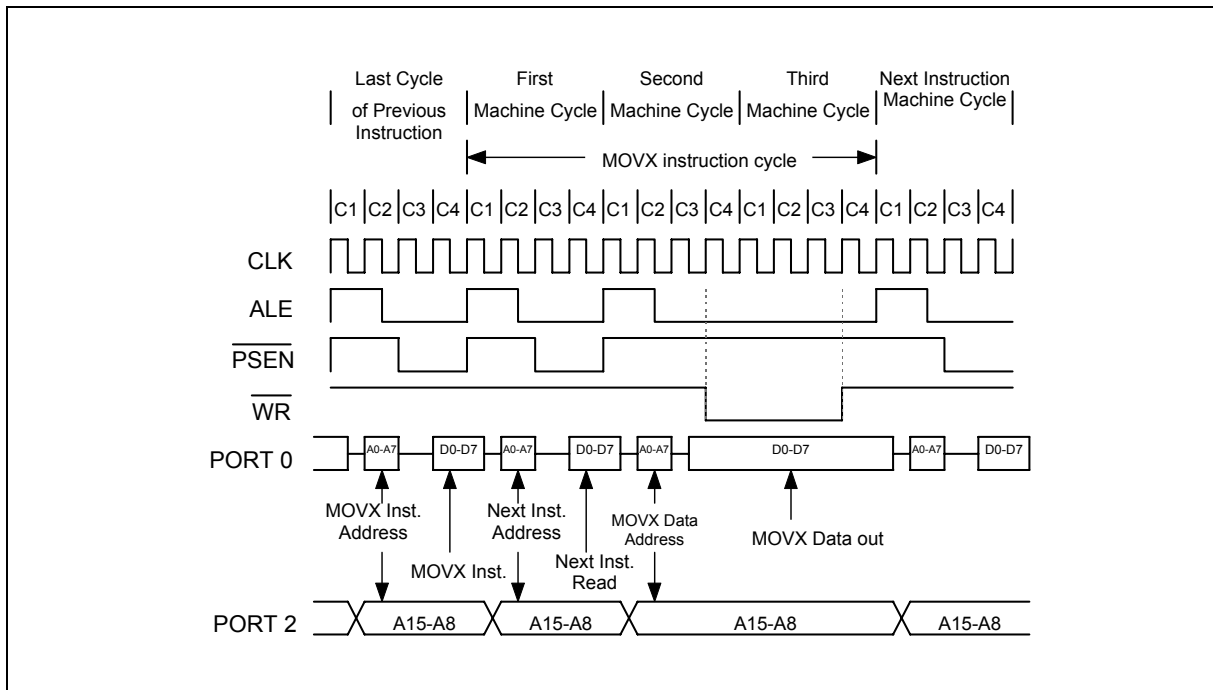 Last Cycle
of Previous
Instruction
First
Machine Cycle
Second
Machine Cycle
Third
Machine Cycle
Next Instruction
Machine Cycle
MOVX instruction cycle
C1 C2 C3 C4 C1 C2 C3 C4 C1 C2 C3 C4 C1 C2 C3 C4 C1 C2 C3 C4
CLK
ALE
PSEN
WR
PORT 0
A0-A7 D0-D7 A0-A7 D0-D7 A0-A7 D0-D7 A0-A7 D0-D7
MOVX Inst.
Address
MOVX Inst.
Next Inst.
Address
Next Inst.
Read
MOVX Data
Address
MOVX Data out
PORT 2
A15-A8 A15-A8 A15-A8 A15-A8